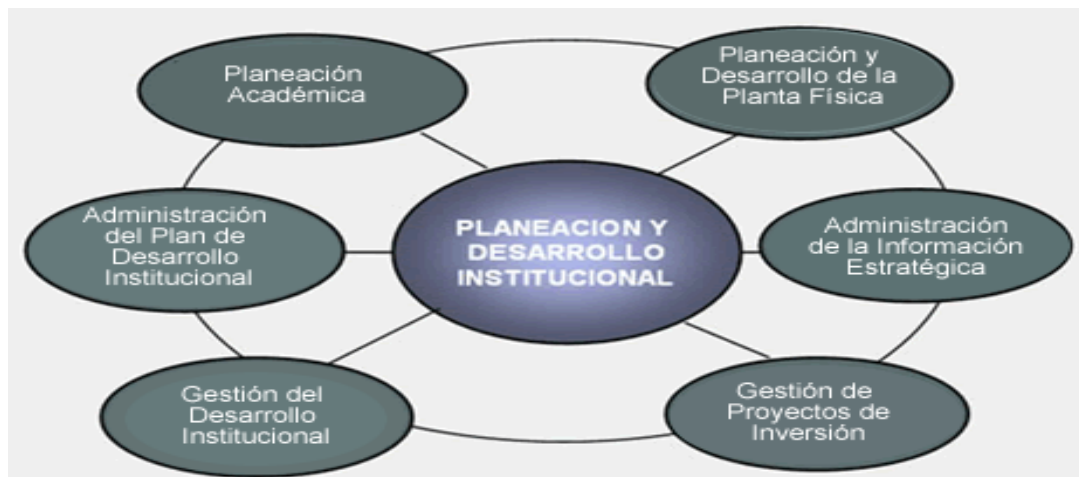 Planeación
Académica
Planeación y
Desarrollo de la
Planta Física
Administración
del Plan de
Desarrollo
Institucional
PLANEACION Y
DESARROLLO
INSTITUCIONAL
Administración
de la Información
Estratégica
Gestión del
Desarrollo
Institucional
Gestión de
Proyectos de
Inversión